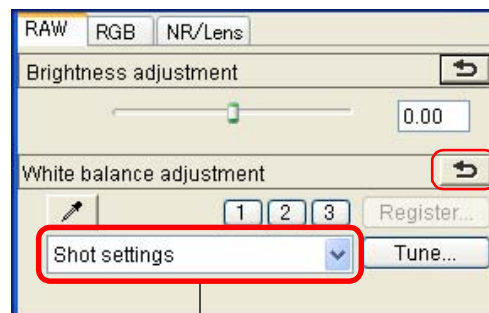 RAW RGB NR/Lens
Brightness adjustment
0.00
White balance adjustment
1 2 3 Register...
Shot settings Tune...